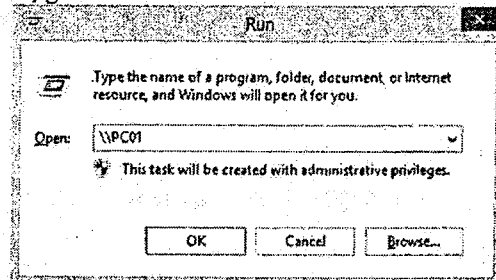 Run
Type the name of a program, folder, document, or Internet
resource, and Windows will open it for you.
Open: \\PC01
This task will be created with administrative privileges.
OK Cancel Browse...